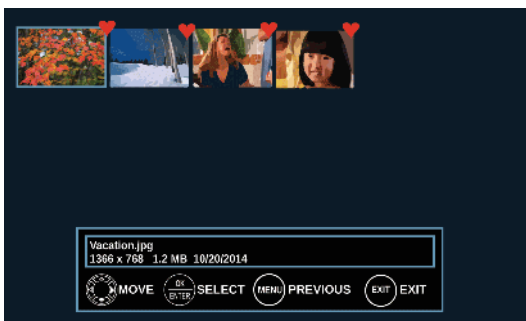 Vacation.jpg
1366 x 768 1.2 MB 10/20/2014
MOVE OK ENTER SELECT MENU PREVIOUS EXIT EXIT